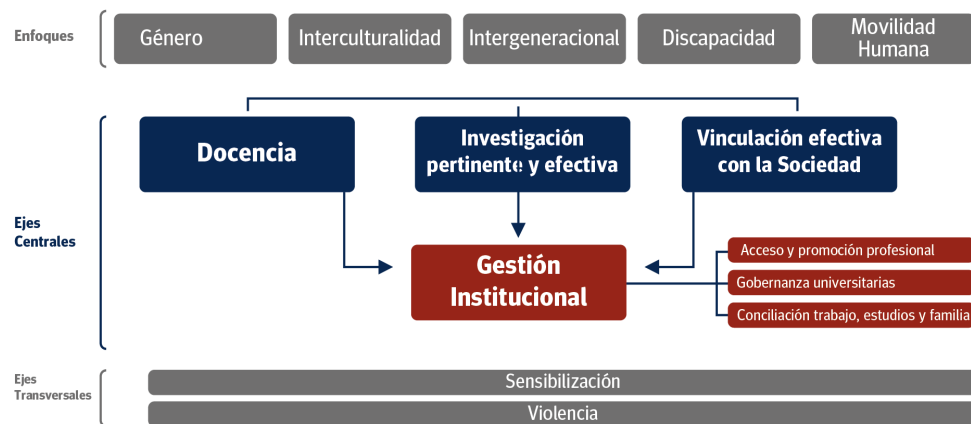 Enfoques
Género
Interculturalidad
Intergeneracional
Discapacidad
Movilidad
Humana
Docencia
Investigación
pertinente y efectiva
Vinculación efectiva
con la Sociedad
Ejes
Centrales
Gestión
Institucional
Acceso y promoción profesional
Gobernanza universitarias
Conciliación trabajo, estudios y familia
Ejes
Transversales
Sensibilización
Violencia